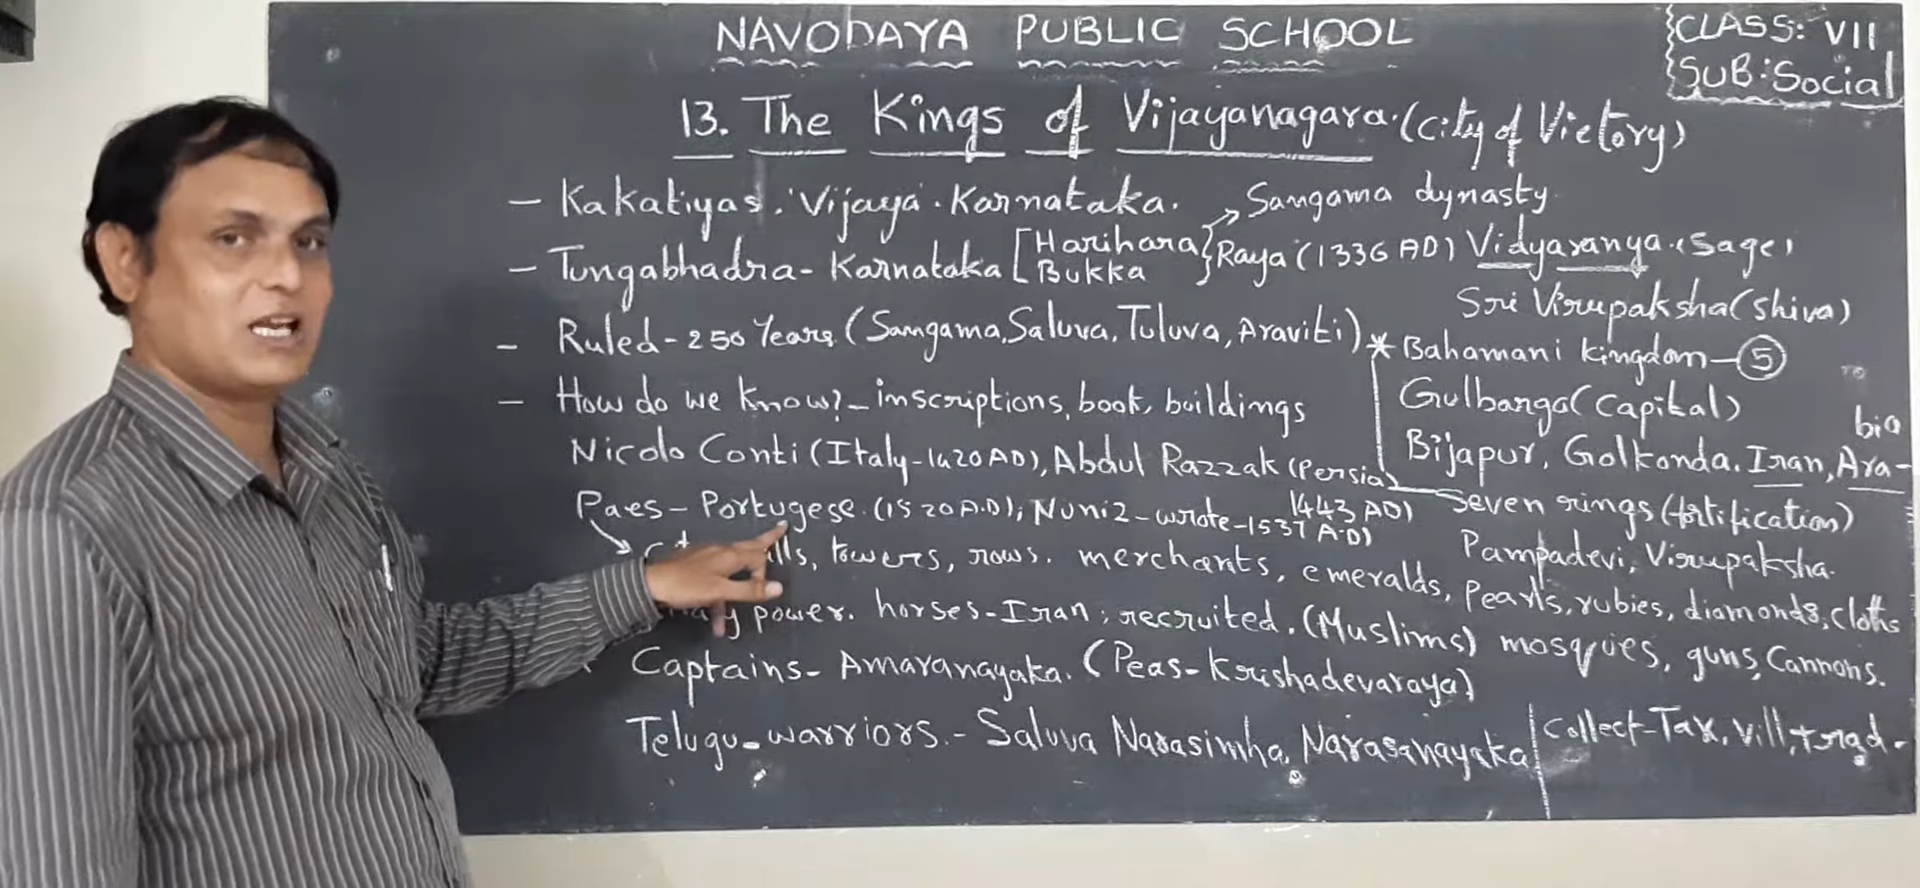 NAVODAYA PUBLIC SCHOOL
CLASS: VII
SUB: Social
13. The Kings of Vijayanagara. (City of Victory)
- Kakatiyas. Vijaya. Karnataka. → Sangama dynasty.
- Tungabhadra - Karnataka [Harihara Bukka} Raya (1336 AD) Vidyaranya. (Sage)
Sri Virupaksha (Shiva)
- Ruled - 250 Years (Sangama, Saluva, Tuluva, Araviti)
* Bahamani kingdom - 5
- How do we know? - inscriptions, book, buildings
Gulbarga (Capital)
Nicolo Conti (Italy - 1420 AD), Abdul Razzak (Persia) 1443 AD)
Bijapur, Golkonda. Iran, Ara-bia
Paes - Portugese. (1520 A.D), Nuniz - wrote - 1537 A.D)
Seven rings (fortification)
Pampadevi, Virupaksha.
towers, rows. merchants, emeralds, Pearls, rubies, diamonds, cloths
power. horses - Iran, recruited. (Muslims) mosques, guns, Cannons.
Captains - Amaranayaka. (Peas - Krishadevaraya)
Telugu - warriors. - Saluva Narasimha, Narasanayaka
Collect - Tax, Vill, trad.